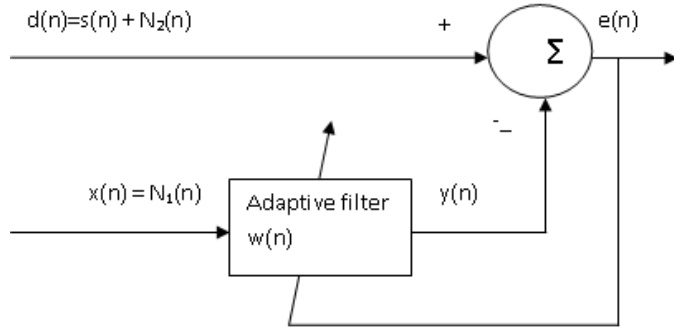 d(n)=s(n) + N₂(n)
+
e(n)
Σ
-_
x(n) = N₁(n)
Adaptive filter
w(n)
y(n)